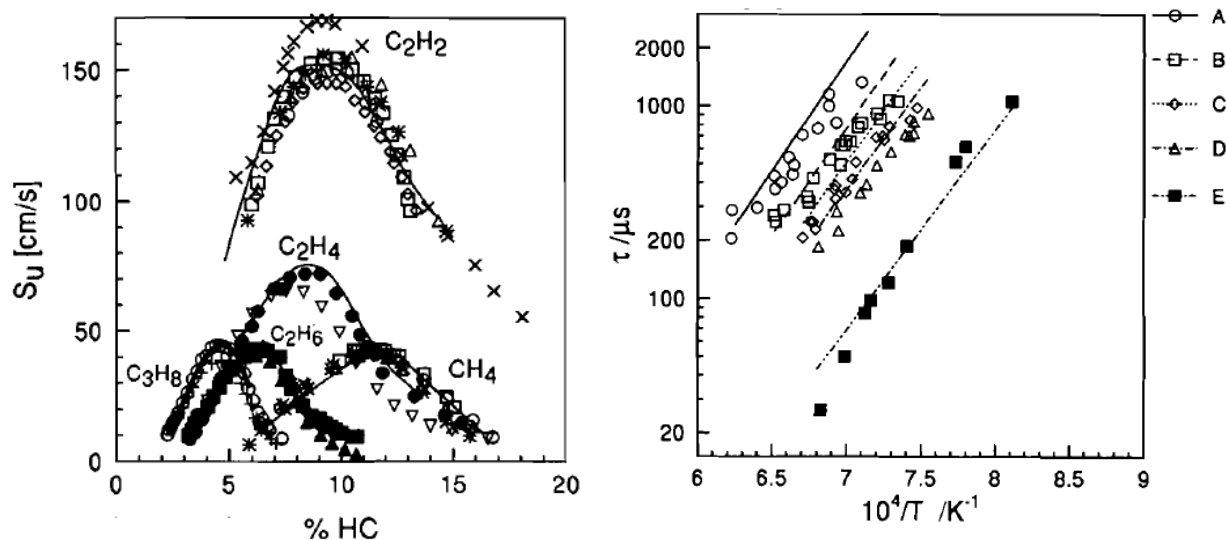 150
100
50
0
S_u [cm/s]
C₂H₂
C₂H₄
C₂H₆
C₃H₈
CH₄
0 5 10 15 20
% HC
2000
1000
500
200
100
50
20
τ /µs
6 6.5 7 7.5 8 8.5 9
10⁴/T /K⁻¹
A
B
C
D
E